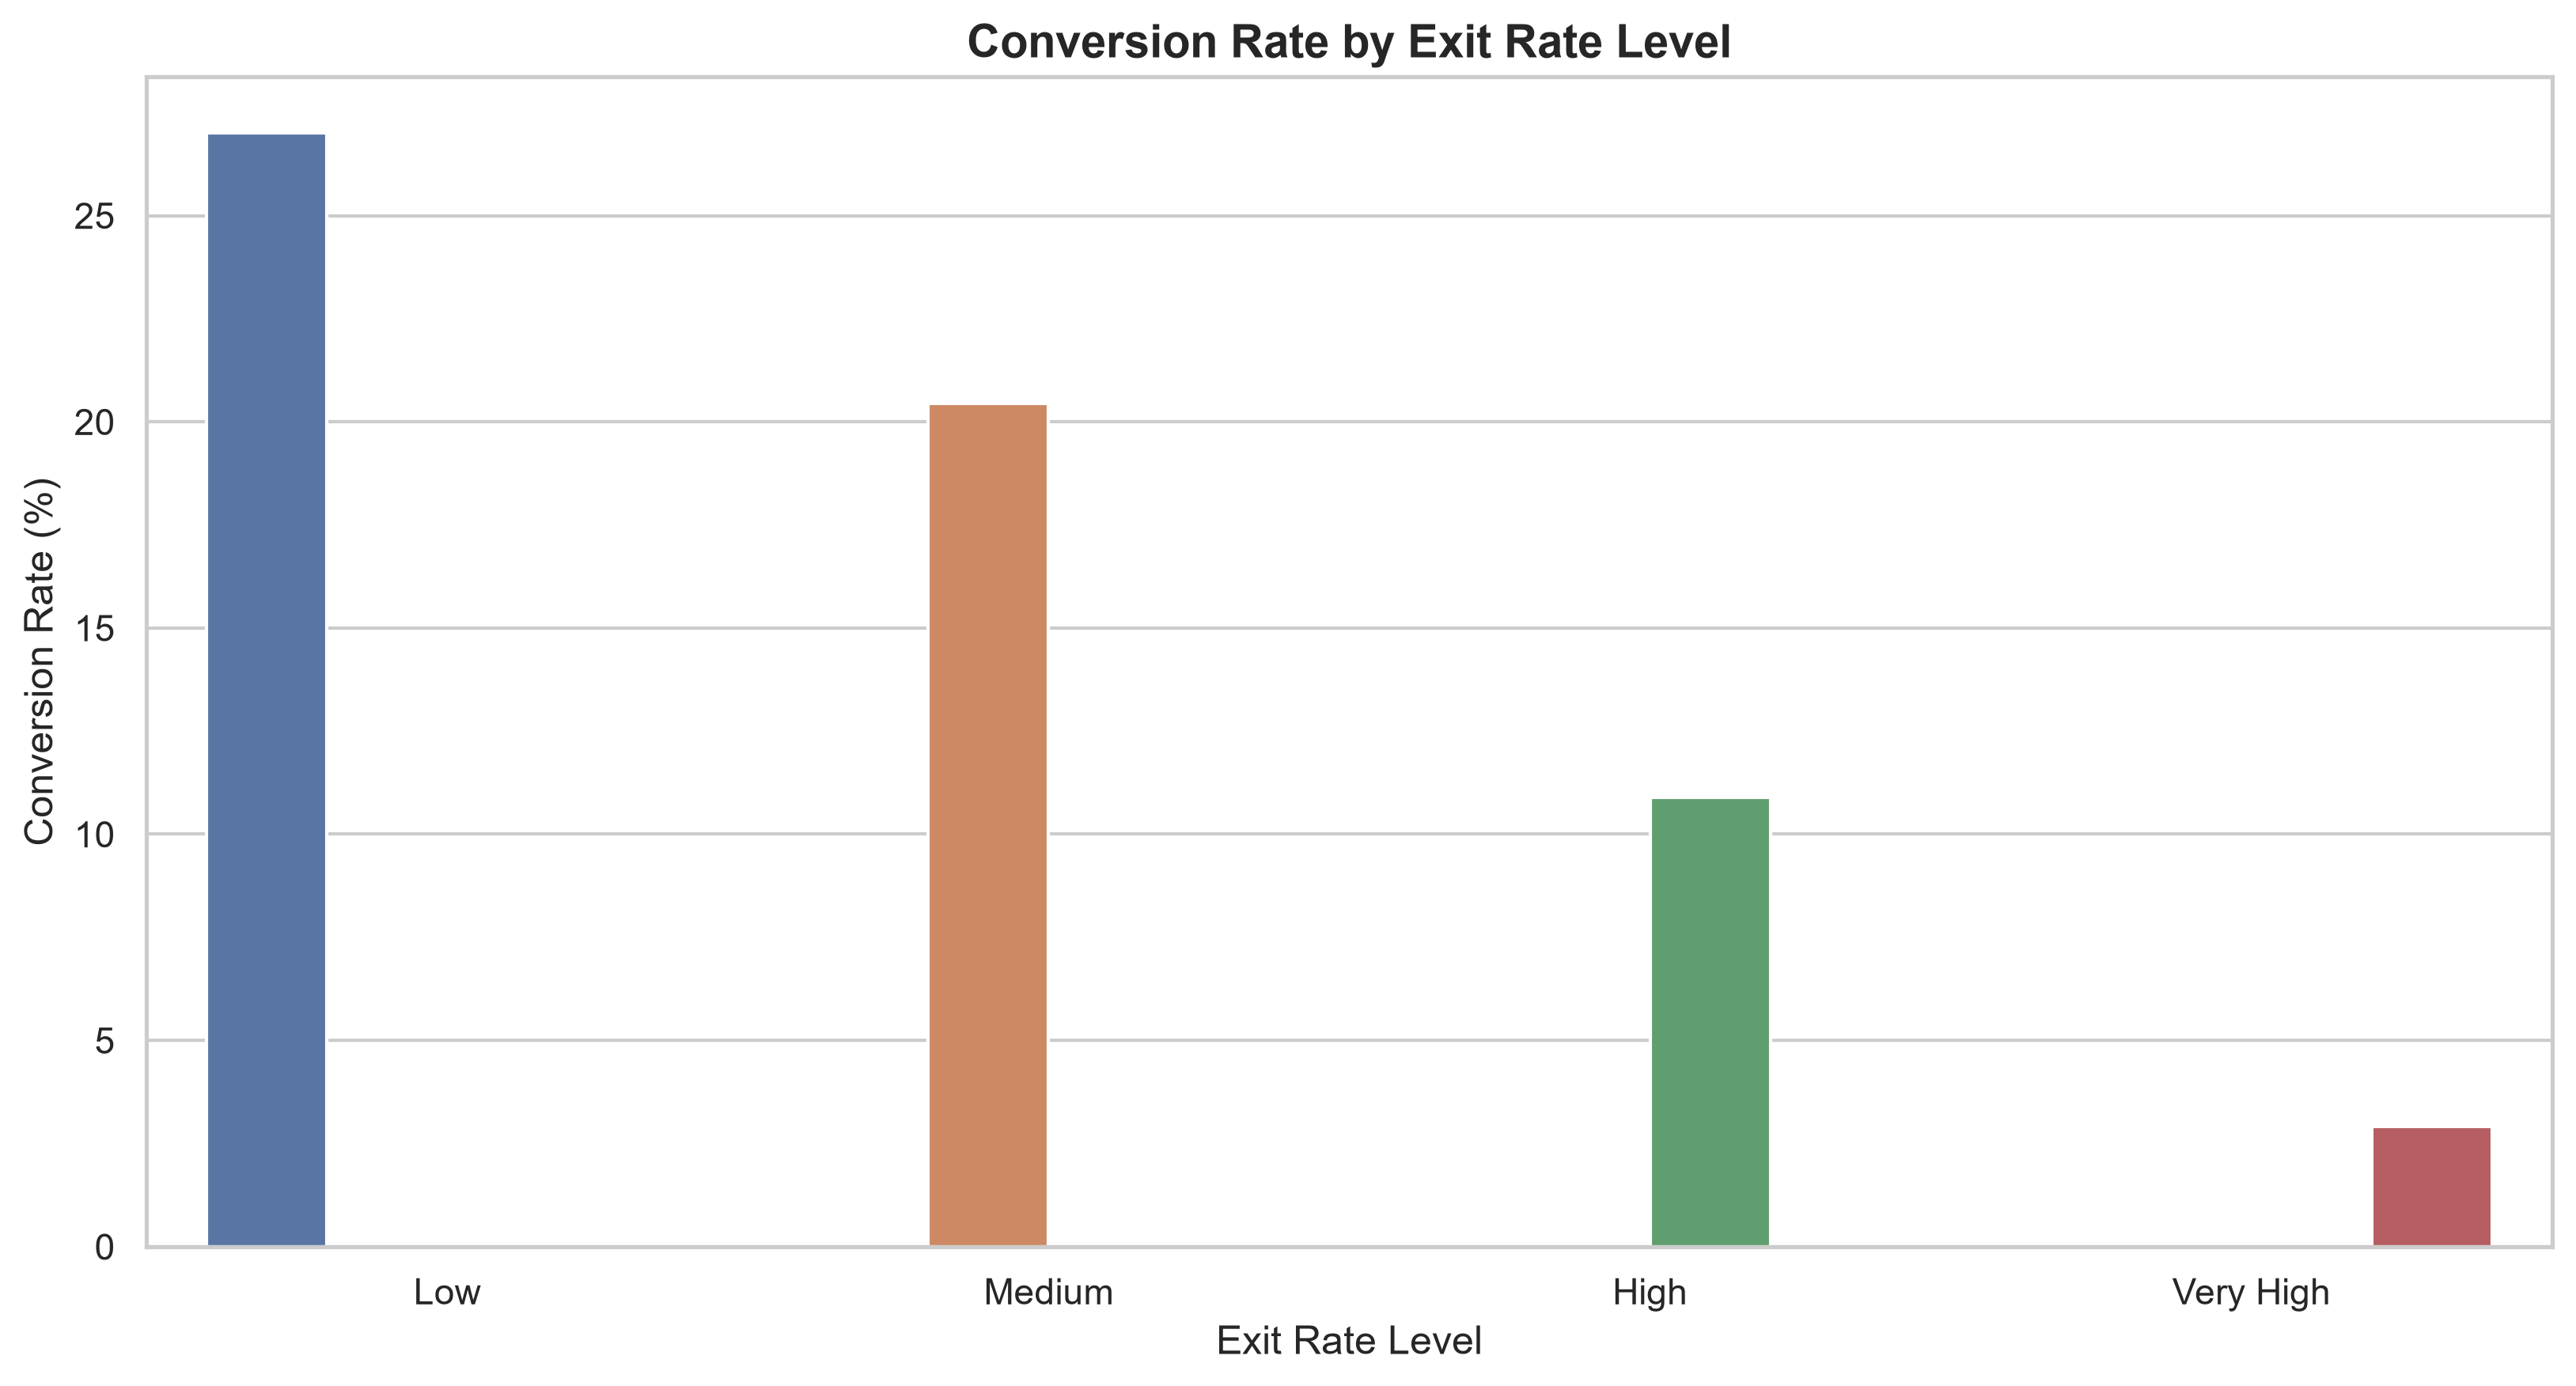 Conversion Rate by Exit Rate Level
Conversion Rate (%)
25
20
15
10
5
0
Low Medium High Very High
Exit Rate Level